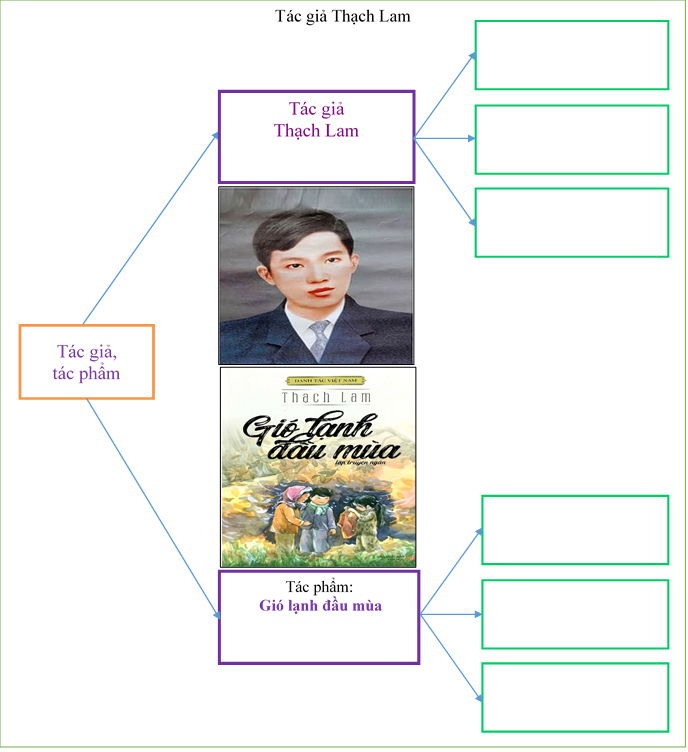 Tác giả Thạch Lam
Tác giả
Thạch Lam
Tác giả,
tác phẩm
DANH TÁC VIỆT NAM
Thạch Lam
Gió lạnh
đầu mùa
tập truyện ngắn
Tác phẩm:
Gió lạnh đầu mùa